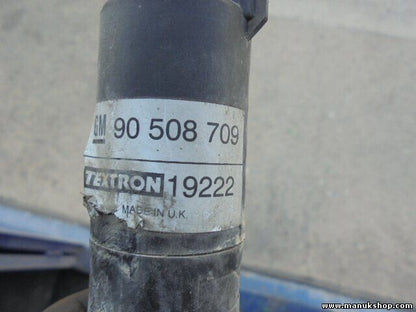 GM 90 508 709
TEXTRON 19222
MADE IN U.K.
www.manukshop.com